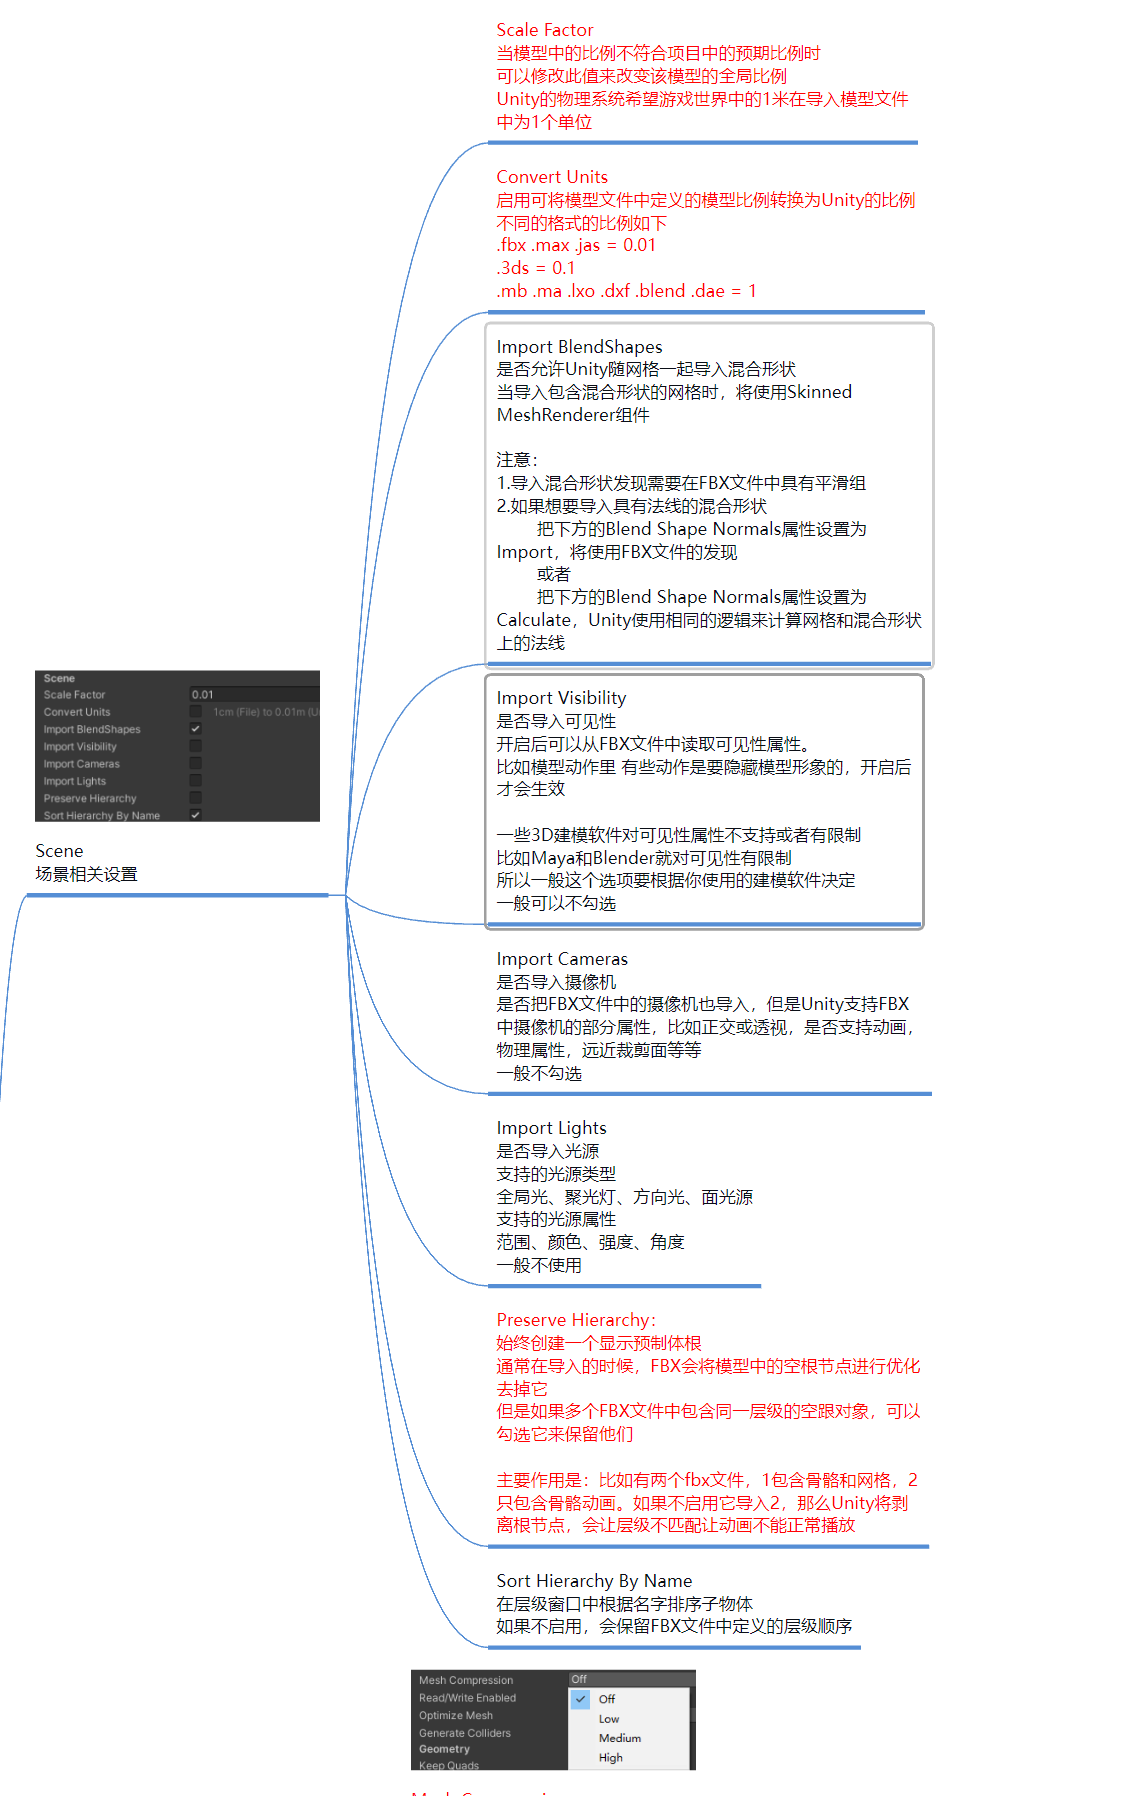 Scale Factor
当模型中的比例不符合项目中的预期比例时
可以修改此值来改变该模型的全局比例
Unity的物理系统希望游戏世界中的1米在导入模型文件
中为1个单位
Convert Units
启用可将模型文件中定义的模型比例转换为Unity的比例
不同的格式的比例如下
.fbx .max .jas = 0.01
.3ds = 0.1
.mb .ma .lxo .dxf .blend .dae = 1
Import BlendShapes
是否允许Unity随网格一起导入混合形状
当导入包含混合形状的网格时，将使用Skinned
MeshRenderer组件
注意：
1.导入混合形状发现需要在FBX文件中具有平滑组
2.如果想要导入具有法线的混合形状
把下方的Blend Shape Normals属性设置为
Import，将使用FBX文件的发现
或者
把下方的Blend Shape Normals属性设置为
Calculate，Unity使用相同的逻辑来计算网格和混合形状
上的法线
Scene
Scale Factor 0.01
Convert Units 1cm (File) to 0.01m
Import BlendShapes
Import Visibility
Import Cameras
Import Lights
Preserve Hierarchy
Sort Hierarchy By Name
Scene
场景相关设置
Import Visibility
是否导入可见性
开启后可以从FBX文件中读取可见性属性。
比如模型动作里 有些动作是要隐藏模型形象的，开启后
才会生效
一些3D建模软件对可见性属性不支持或者有限制
比如Maya和Blender就对可见性有限制
所以一般这个选项要根据你使用的建模软件决定
一般可以不勾选
Import Cameras
是否导入摄像机
是否把FBX文件中的摄像机也导入，但是Unity支持FBX
中摄像机的部分属性，比如正交或透视，是否支持动画，
物理属性，远近裁剪面等等
一般不勾选
Import Lights
是否导入光源
支持的光源类型
全局光、聚光灯、方向光、面光源
支持的光源属性
范围、颜色、强度、角度
一般不使用
Preserve Hierarchy：
始终创建一个显示预制体根
通常在导入的时候，FBX会将模型中的空根节点进行优化
去掉它
但是如果多个FBX文件中包含同一层级的空跟对象，可以
勾选它来保留他们
主要作用是：比如有两个fbx文件，1包含骨骼和网格，2
只包含骨骼动画。如果不启用它导入2，那么Unity将剥
离根节点，会让层级不匹配让动画不能正常播放
Sort Hierarchy By Name
在层级窗口中根据名字排序子物体
如果不启用，会保留FBX文件中定义的层级顺序
Mesh Compression Off
Read/Write Enabled Off
Optimize Mesh Low
Generate Colliders Medium
Geometry High
Keep Quads